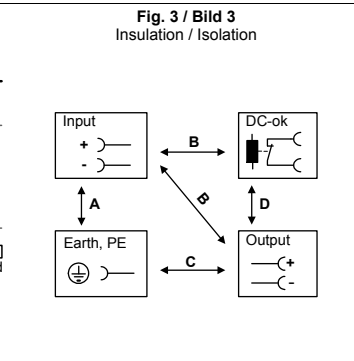 Fig. 3 / Bild 3
Insulation / Isolation
Input
+
-
B
DC-ok
A
B
D
Earth, PE
C
Output
+
-
d